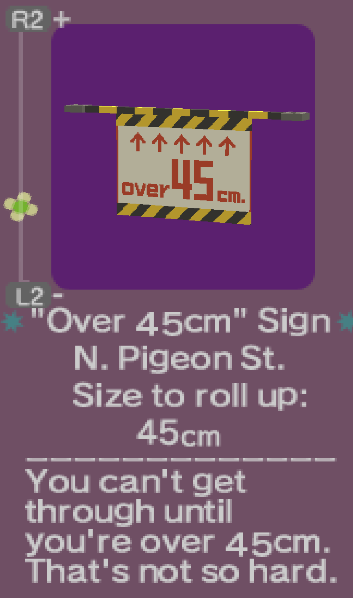 R2 +
↑↑↑↑↑
over 45 cm.
L2 -
"Over 45cm" Sign
N. Pigeon St.
Size to roll up:
45cm
You can't get
through until
you're over 45cm.
That's not so hard.